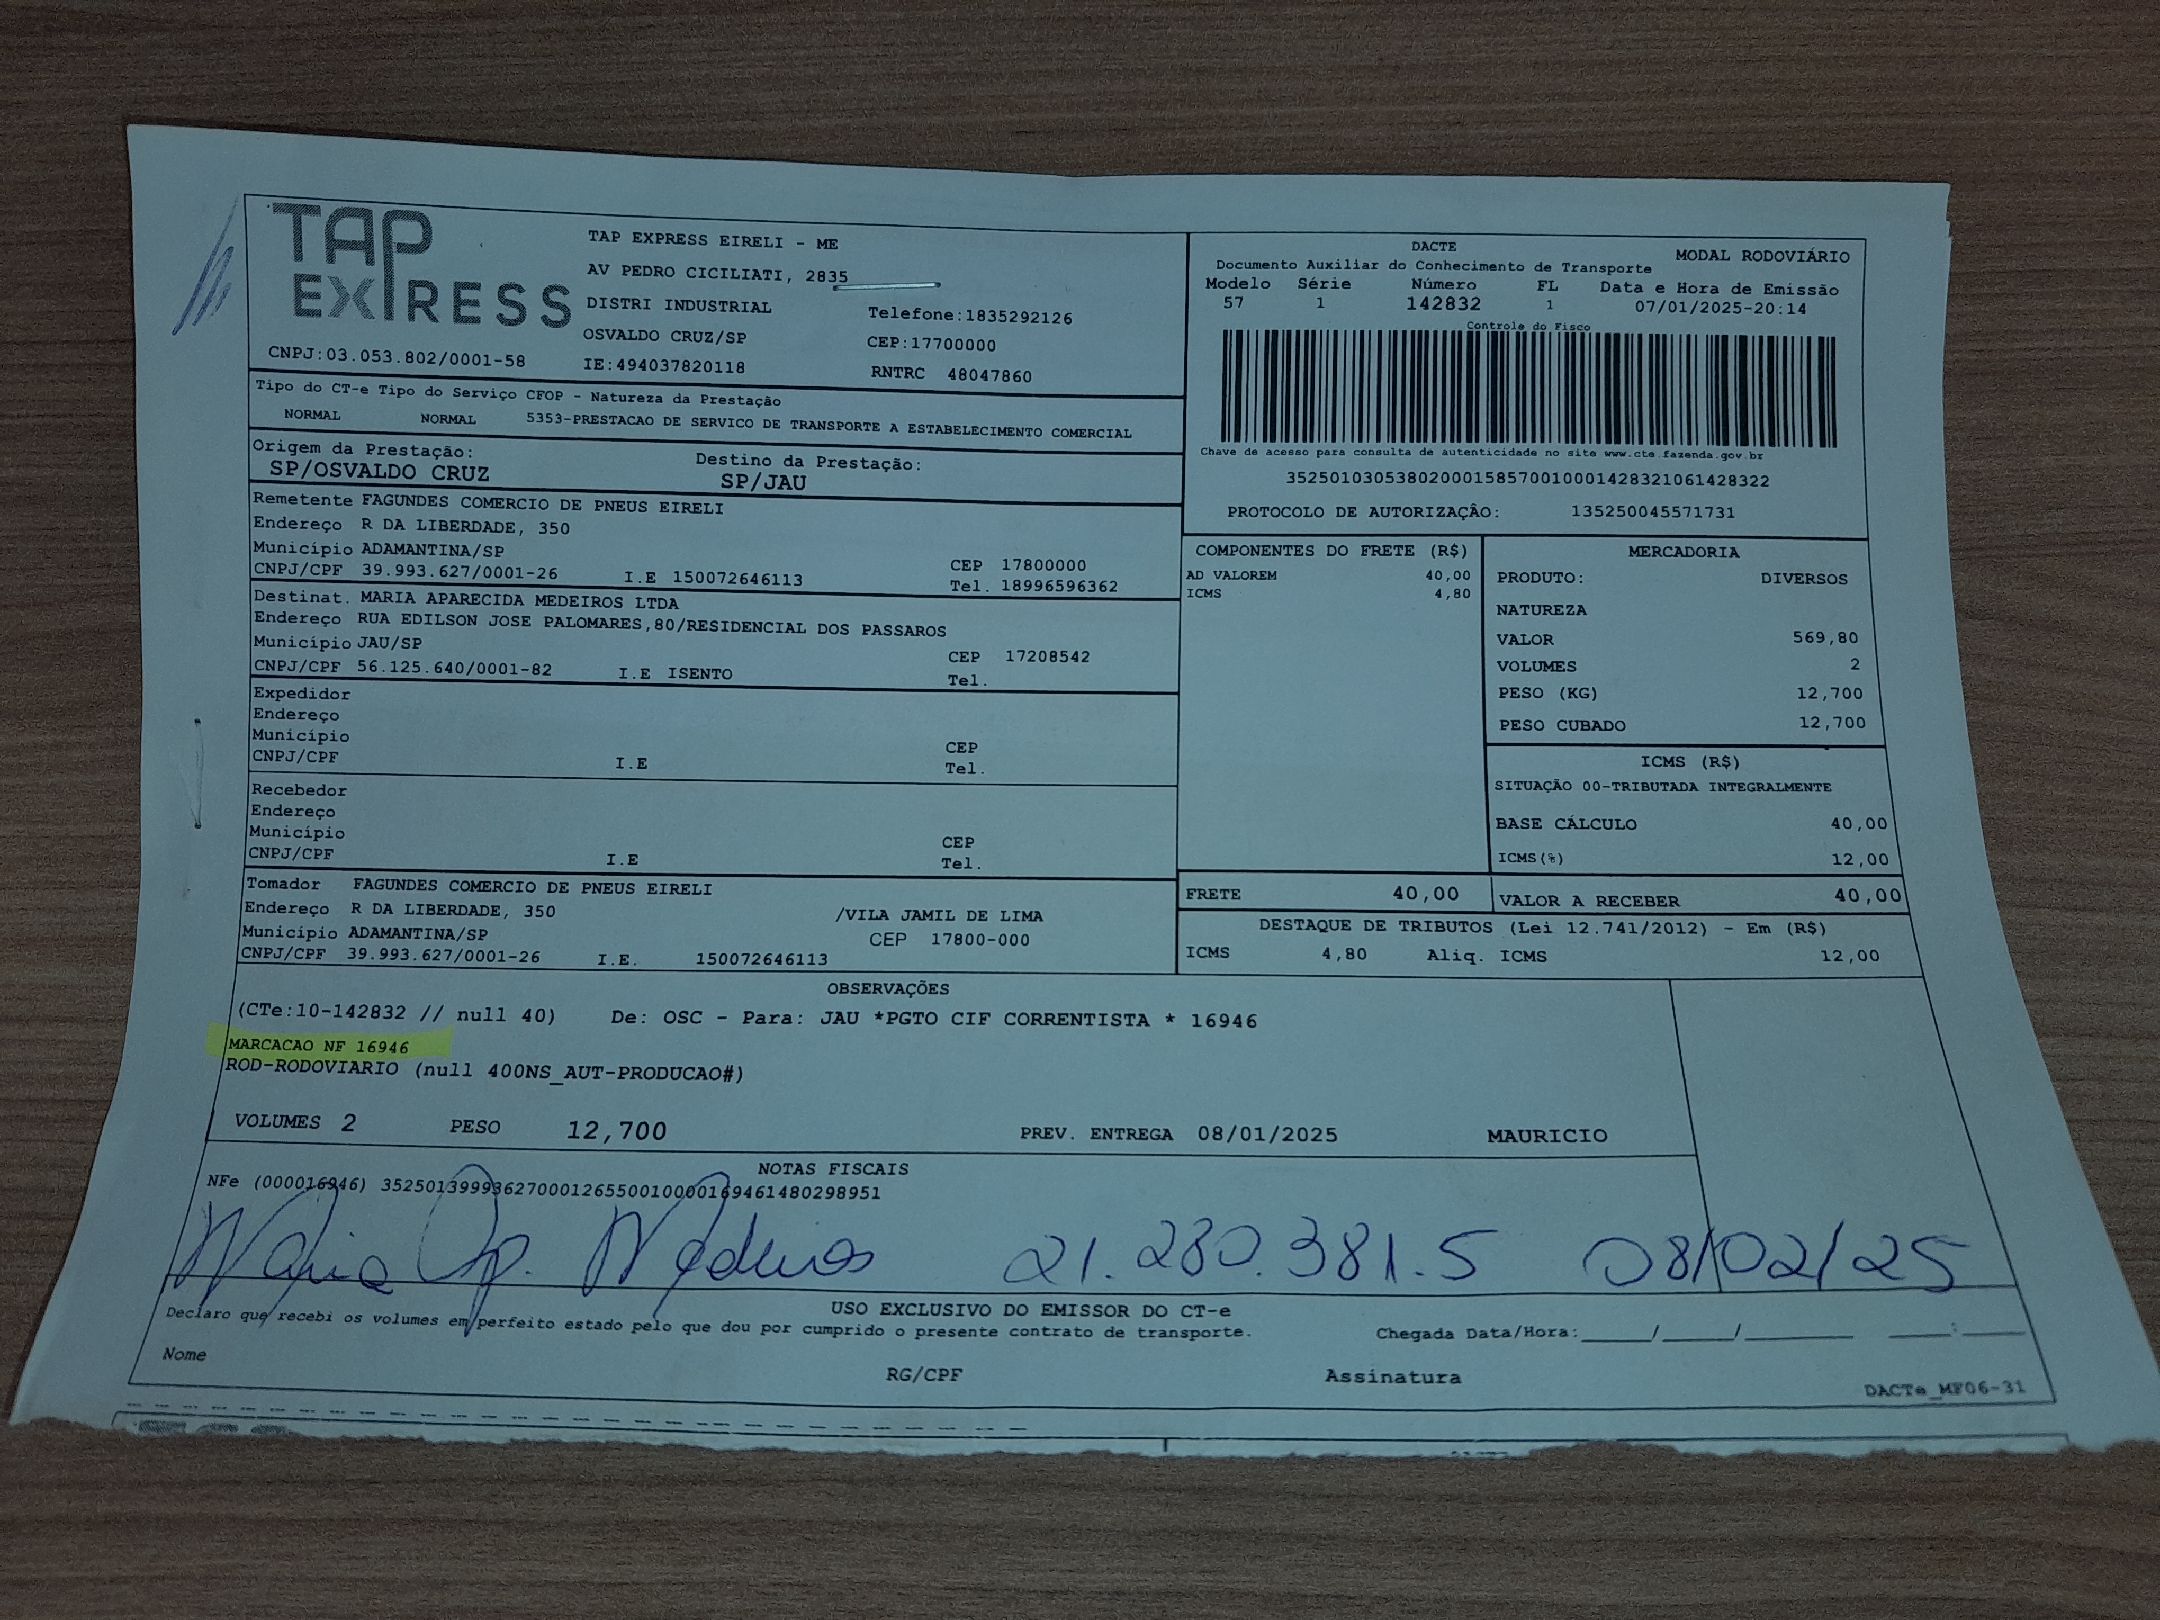 TAP
EXPRESS
TAP EXPRESS EIRELI - ME
AV PEDRO CICILIATI, 2835
DISTRI INDUSTRIAL
Telefone:1835292126
OSVALDO CRUZ/SP
CEP:17700000
CNPJ:03.053.802/0001-58
IE:494037820118
RNTRC 48047860
DACTE
MODAL RODOVIÁRIO
Documento Auxiliar do Conhecimento de Transporte
Modelo Série Número FL Data e Hora de Emissão
57 1 142832 1 07/01/2025-20:14
Controle do Fisco
Chave de acesso para consulta de autenticidade no site www.cte.fazenda.gov.br
35250103053802000158570010001428321061428322
PROTOCOLO DE AUTORIZAÇÃO: 135250045571731
Tipo do CT-e Tipo do Serviço CFOP - Natureza da Prestação
NORMAL NORMAL 5353-PRESTACAO DE SERVICO DE TRANSPORTE A ESTABELECIMENTO COMERCIAL
Origem da Prestação: Destino da Prestação:
SP/OSVALDO CRUZ SP/JAU
Remetente FAGUNDES COMERCIO DE PNEUS EIRELI
Endereço R DA LIBERDADE, 350
Município ADAMANTINA/SP CEP 17800000
CNPJ/CPF 39.993.627/0001-26 I.E 150072646113 Tel. 18996596362
Destinat. MARIA APARECIDA MEDEIROS LTDA
Endereço RUA EDILSON JOSE PALOMARES,80/RESIDENCIAL DOS PASSAROS
Município JAU/SP CEP 17208542
CNPJ/CPF 56.125.640/0001-82 I.E ISENTO Tel.
Expedidor
Endereço
Município CEP
CNPJ/CPF I.E Tel.
Recebedor
Endereço
Município CEP
CNPJ/CPF I.E Tel.
Tomador FAGUNDES COMERCIO DE PNEUS EIRELI
Endereço R DA LIBERDADE, 350 /VILA JAMIL DE LIMA
Município ADAMANTINA/SP CEP 17800-000
CNPJ/CPF 39.993.627/0001-26 I.E. 150072646113
COMPONENTES DO FRETE (R$)
AD VALOREM 40,00
ICMS 4,80
MERCADORIA
PRODUTO: DIVERSOS
NATUREZA
VALOR 569,80
VOLUMES 2
PESO (KG) 12,700
PESO CUBADO 12,700
ICMS (R$)
SITUAÇÃO 00-TRIBUTADA INTEGRALMENTE
BASE CÁLCULO 40,00
ICMS(%) 12,00
FRETE 40,00 VALOR A RECEBER 40,00
DESTAQUE DE TRIBUTOS (Lei 12.741/2012) - Em (R$)
ICMS 4,80 Aliq. ICMS 12,00
OBSERVAÇÕES
(CTe:10-142832 // null 40) De: OSC - Para: JAU *PGTO CIF CORRENTISTA * 16946
MARCACAO NF 16946
ROD-RODOVIARIO (null 400NS_AUT-PRODUCAO#)
VOLUMES 2 PESO 12,700 PREV. ENTREGA 08/01/2025 MAURICIO
NOTAS FISCAIS
NFe (000016946) 35250139993627000126550010000169461480298951
Maria Ap. Medeiros 21.280.381.5 08/02/25
USO EXCLUSIVO DO EMISSOR DO CT-e
Declaro que recebi os volumes em perfeito estado pelo que dou por cumprido o presente contrato de transporte. Chegada Data/Hora:_____/_____/_______ ___:____
Nome RG/CPF Assinatura
DACTe_MF06-31